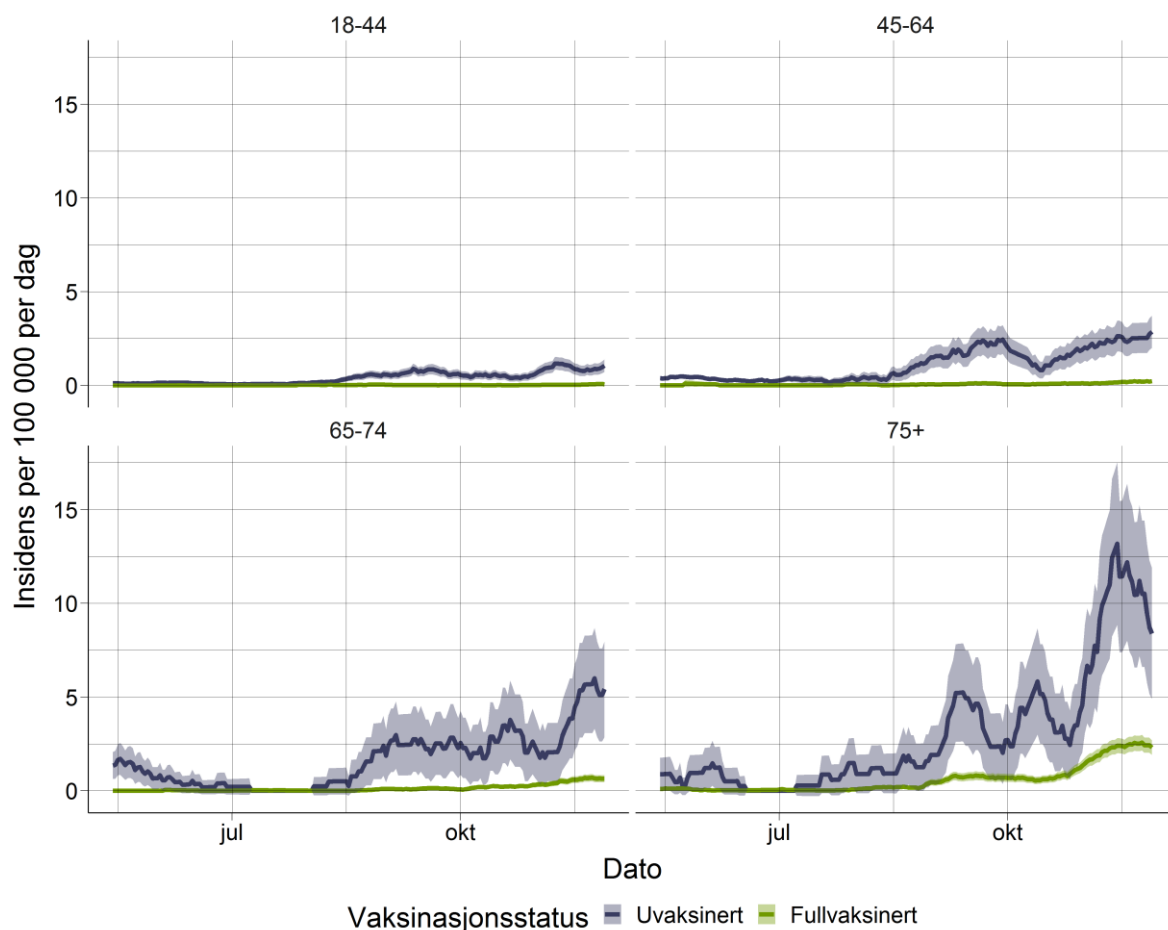 18-44
45-64
15
10
5
0
65-74
75+
15
10
5
0
jul
okt
jul
okt
Insidens per 100 000 per dag
Dato
Vaksinasjonsstatus Uvaksinert Fullvaksinert